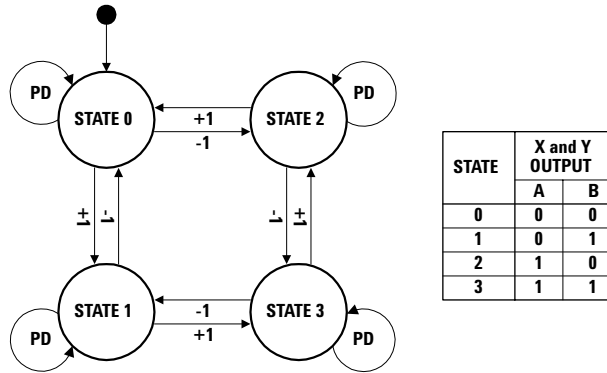 PD
STATE 0
+1
-1
STATE 2
PD
+1
-1
-1
+1
PD
STATE 1
-1
+1
STATE 3
PD
STATE
X and Y
OUTPUT
A B
0 0 0
1 0 1
2 1 0
3 1 1